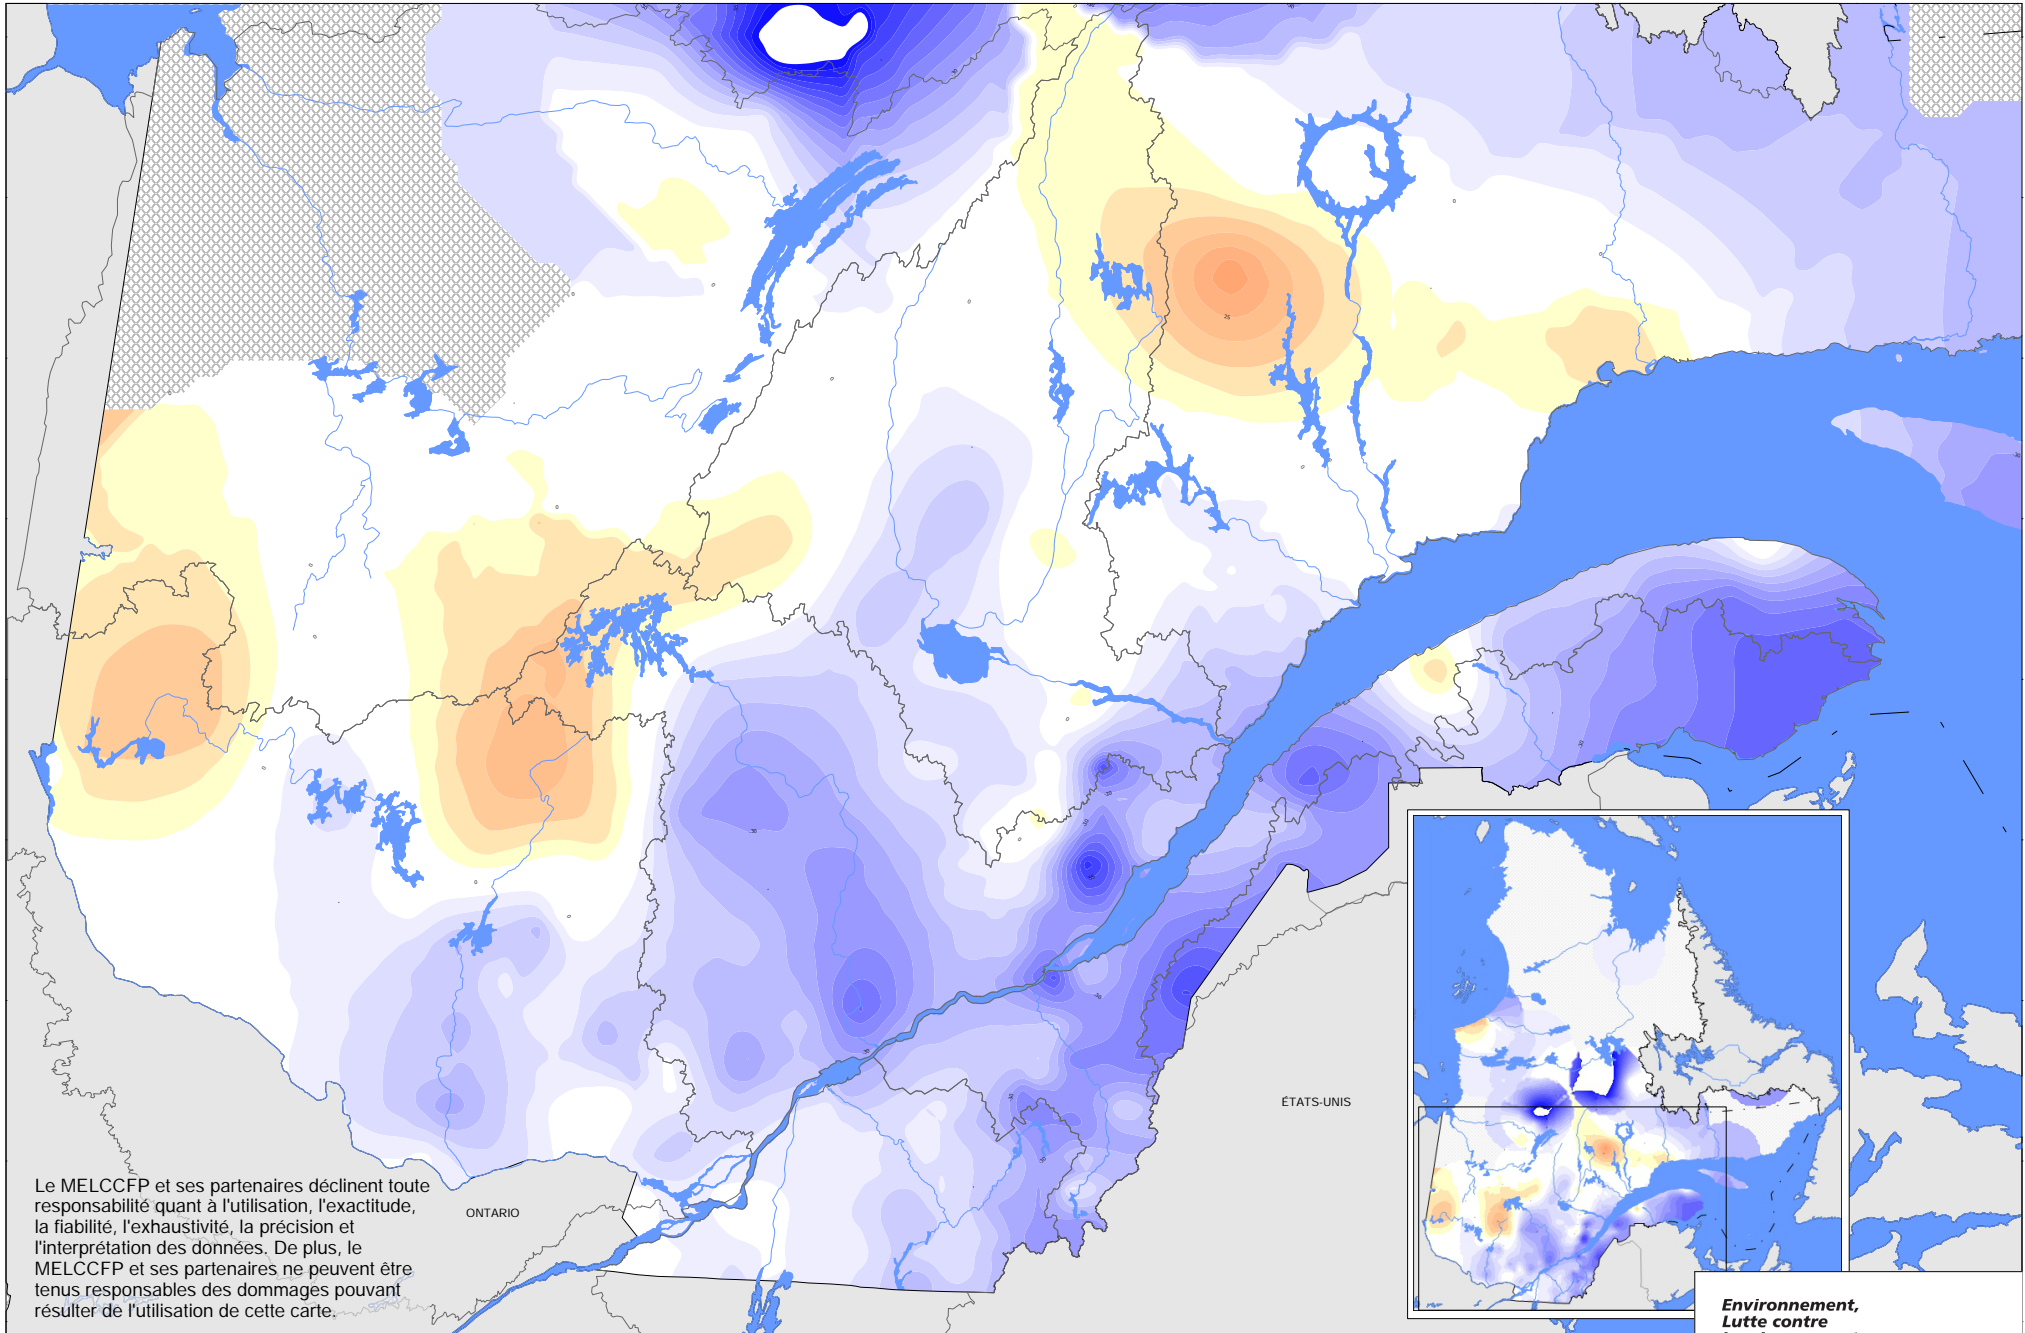 Le MELCCFP et ses partenaires déclinent toute
responsabilité quant à l'utilisation, l'exactitude,
la fiabilité, l'exhaustivité, la précision et
l'interprétation des données. De plus, le
MELCCFP et ses partenaires ne peuvent être
tenus responsables des dommages pouvant
résulter de l'utilisation de cette carte.
ONTARIO
ÉTATS-UNIS
Environnement,
Lutte contre